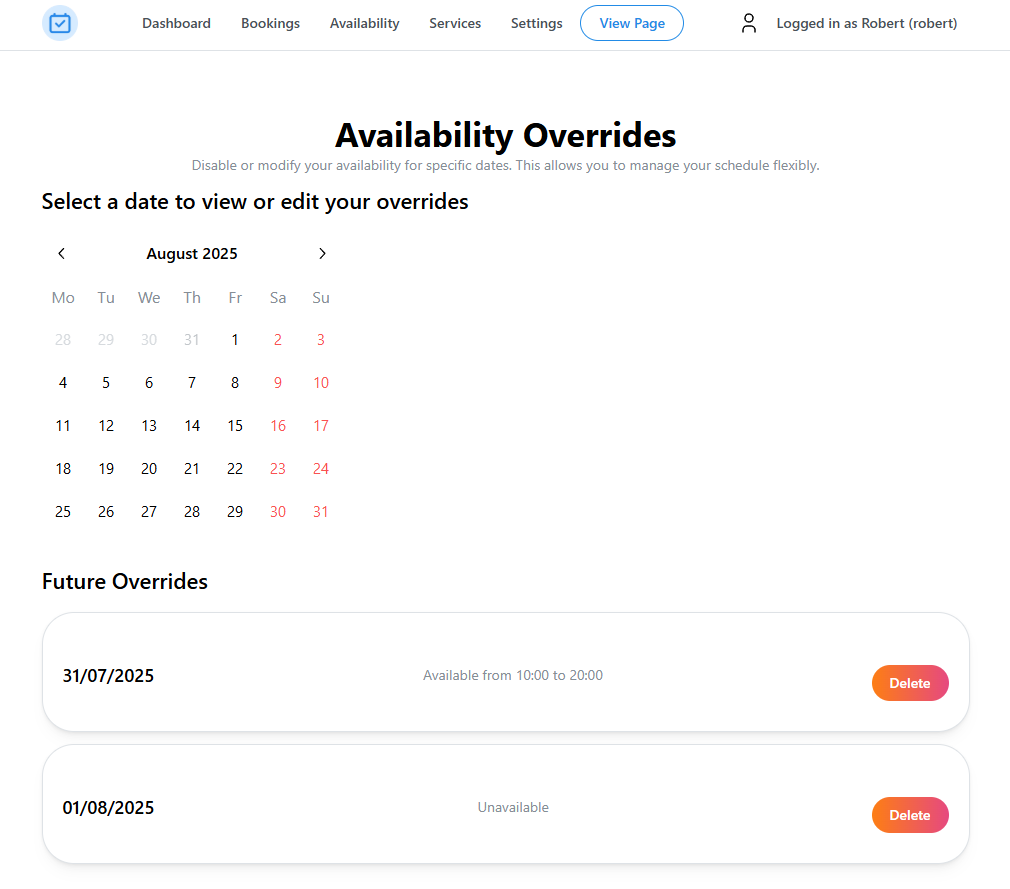 Dashboard Bookings Availability Services Settings View Page Logged in as Robert (robert)
Availability Overrides
Disable or modify your availability for specific dates. This allows you to manage your schedule flexibly.
Select a date to view or edit your overrides
August 2025
Mo Tu We Th Fr Sa Su
28 29 30 31 1 2 3
4 5 6 7 8 9 10
11 12 13 14 15 16 17
18 19 20 21 22 23 24
25 26 27 28 29 30 31
Future Overrides
31/07/2025 Available from 10:00 to 20:00 Delete
01/08/2025 Unavailable Delete